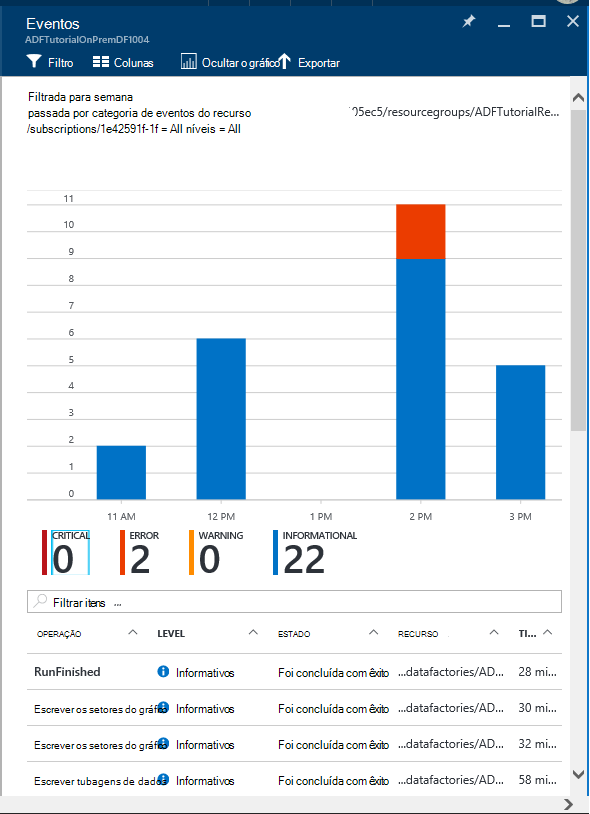 Eventos
ADFTutorialOnPremDF1004
Filtro Colunas Ocultar o gráfico Exportar
Filtrada para semana
passada por categoria de eventos do recurso
/subscriptions/1e42591f-1f = All níveis = All
05ec5/resourcegroups/ADFTutorialRe...
11
10
9
8
7
6
5
4
3
2
1
0
11 AM 12 PM 1 PM 2 PM 3 PM
CRITICAL ERROR WARNING INFORMATIONAL
0 2 0 22
Filtrar itens ...
OPERAÇÃO LEVEL ESTADO RECURSO TI...
RunFinished Informativos Foi concluída com êxito ...datafactories/AD... 28 mi...
Escrever os setores do gráfico Informativos Foi concluída com êxito ...datafactories/AD... 30 mi...
Escrever os setores do gráfico Informativos Foi concluída com êxito ...datafactories/AD... 32 mi...
Escrever tubagens de dados Informativos Foi concluída com êxito ...datafactories/AD... 58 mi...